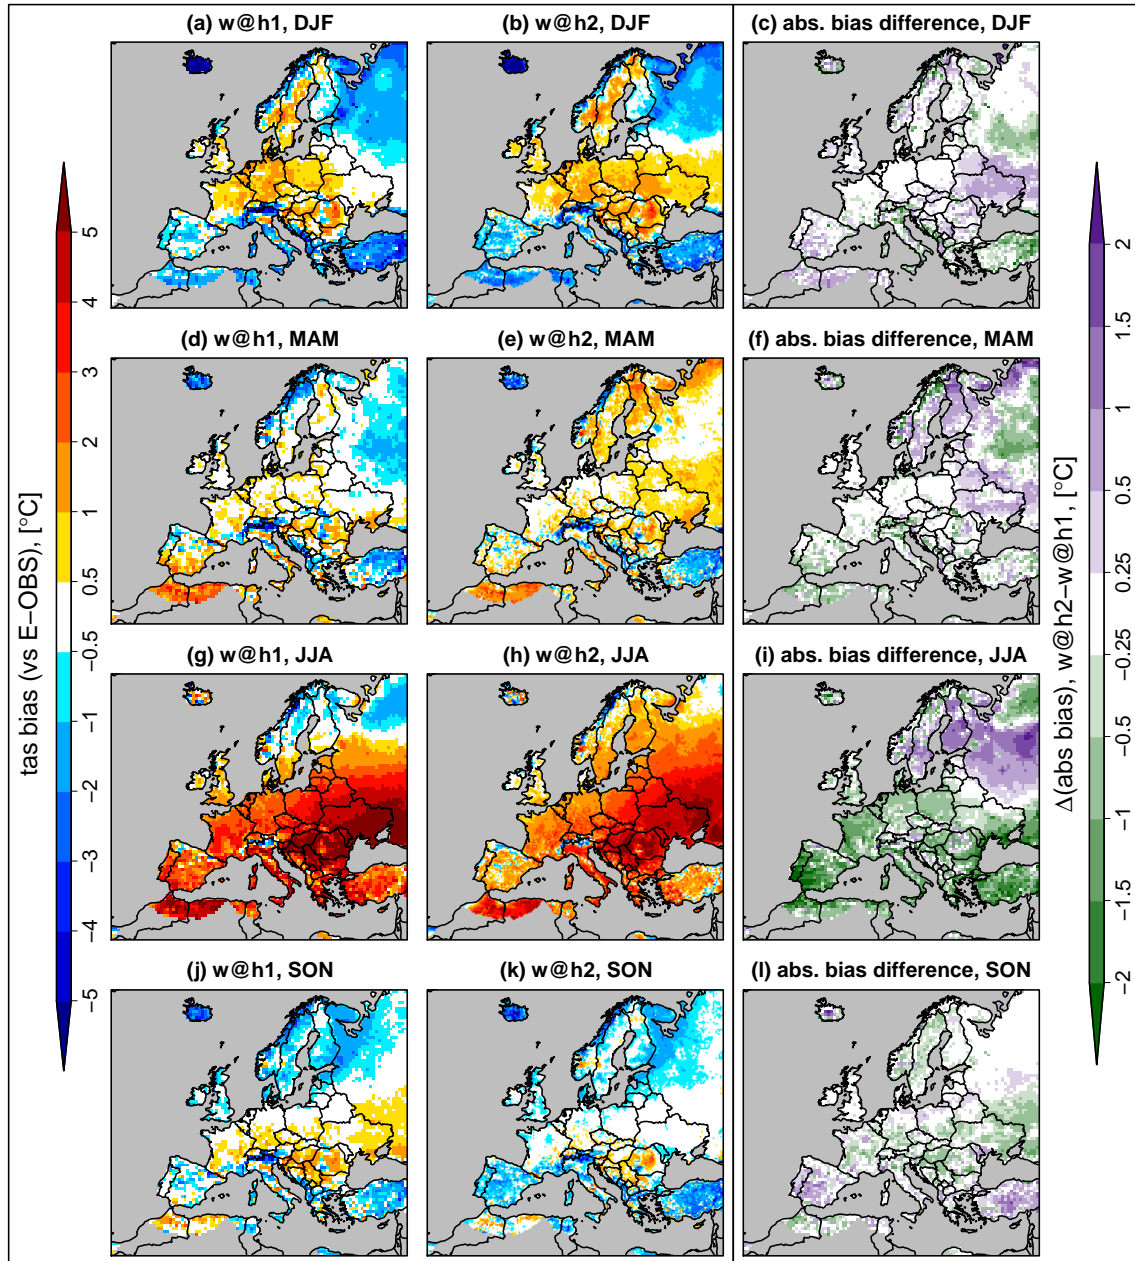 (a) w@h1, DJF
(b) w@h2, DJF
(c) abs. bias difference, DJF
(d) w@h1, MAM
(e) w@h2, MAM
(f) abs. bias difference, MAM
(g) w@h1, JJA
(h) w@h2, JJA
(i) abs. bias difference, JJA
(j) w@h1, SON
(k) w@h2, SON
(l) abs. bias difference, SON
tas bias (vs E−OBS), [°C]
5
4
3
2
1
0.5
−0.5
−1
−2
−3
−4
−5
Δ(abs bias), w@h2−w@h1, [°C]
2
1.5
1
0.5
0.25
−0.25
−0.5
−1
−1.5
−2